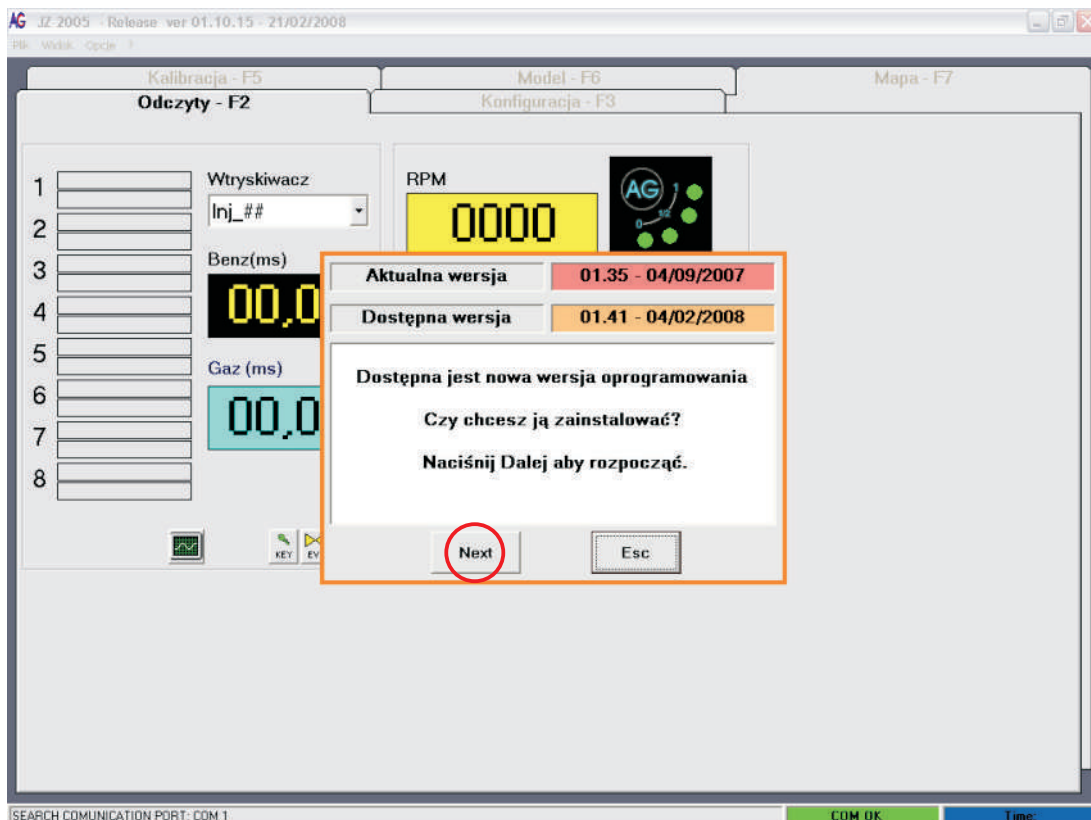 AG JZ 2005 - Release ver 01.10.15 - 21/02/2008
Plik Widok Opcje ?
Kalibracja - F5 Model - F6 Mapa - F7
Odczyty - F2 Konfiguracja - F3
1
2
3
4
5
6
7
8
Wtryskiwacz
Inj_##
Benz(ms)
00,0
Gaz (ms)
00,0
KEY EV
RPM
0000
AG 1
0 1/2
Aktualna wersja 01.35 - 04/09/2007
Dostępna wersja 01.41 - 04/02/2008
Dostępna jest nowa wersja oprogramowania
Czy chcesz ją zainstalować?
Naciśnij Dalej aby rozpocząć.
Next Esc
SEARCH COMUNICATION PORT: COM 1 COM OK Time: